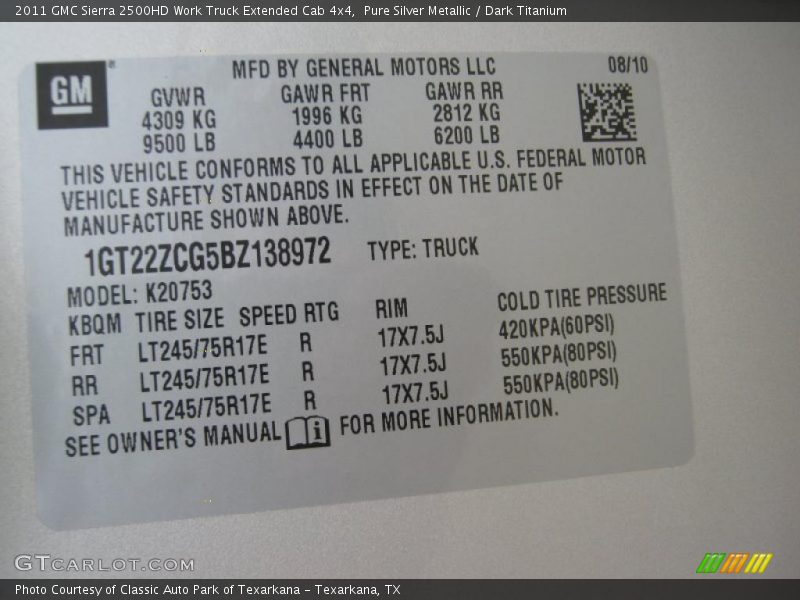 2011 GMC Sierra 2500HD Work Truck Extended Cab 4x4, Pure Silver Metallic / Dark Titanium
GM
MFD BY GENERAL MOTORS LLC 08/10
GVWR GAWR FRT GAWR RR
4309 KG 1996 KG 2812 KG
9500 LB 4400 LB 6200 LB
THIS VEHICLE CONFORMS TO ALL APPLICABLE U.S. FEDERAL MOTOR
VEHICLE SAFETY STANDARDS IN EFFECT ON THE DATE OF
MANUFACTURE SHOWN ABOVE.
1GT22ZCG5BZ138972 TYPE: TRUCK
MODEL: K20753
KBQM TIRE SIZE SPEED RTG RIM COLD TIRE PRESSURE
FRT LT245/75R17E R 17X7.5J 420KPA(60PSI)
RR LT245/75R17E R 17X7.5J 550KPA(80PSI)
SPA LT245/75R17E R 17X7.5J 550KPA(80PSI)
SEE OWNER'S MANUAL i FOR MORE INFORMATION.
GTCARLOT.COM
Photo Courtesy of Classic Auto Park of Texarkana – Texarkana, TX